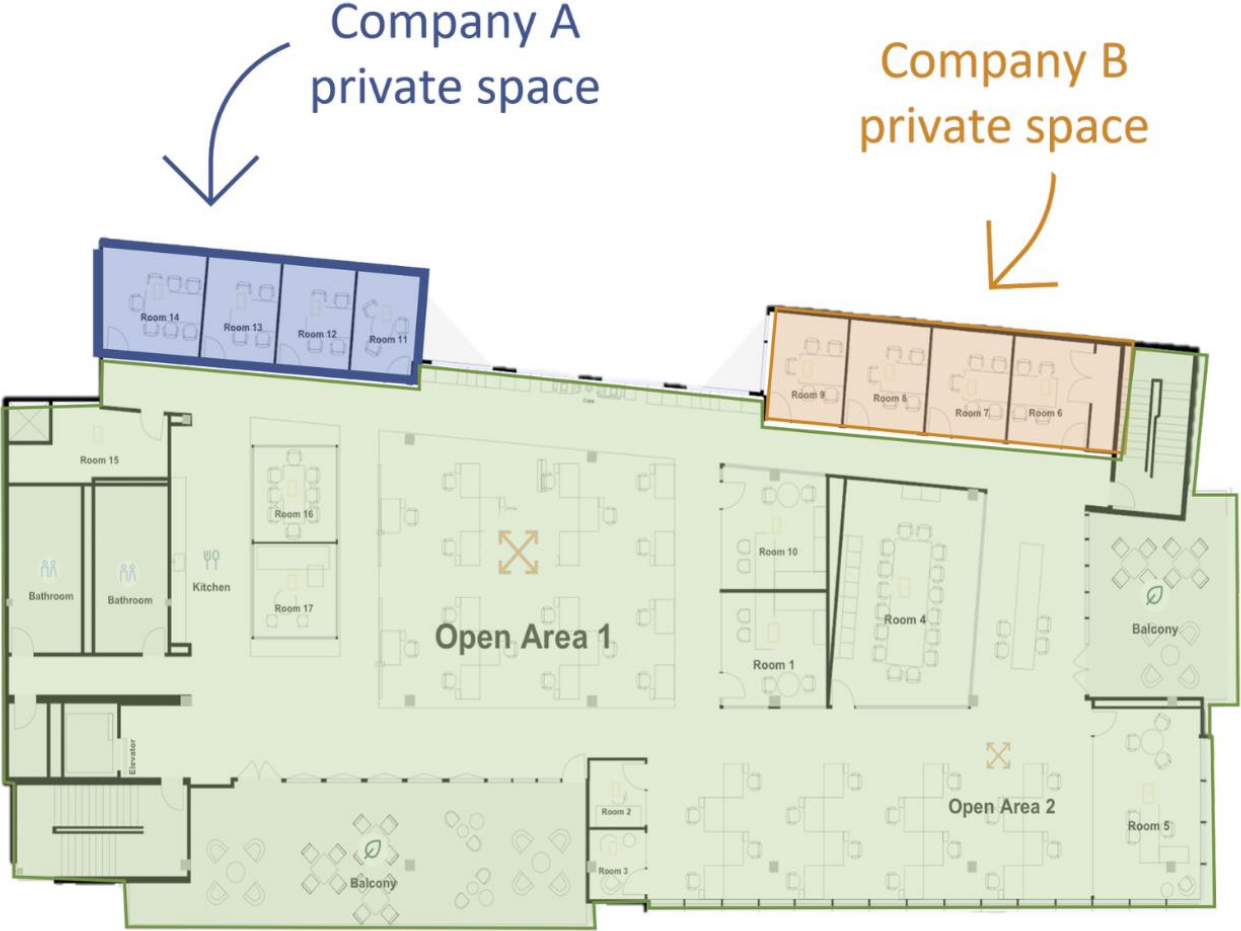 Company A
private space
Company B
private space
Room 14
Room 13
Room 12
Room 11
Room 9
Room 8
Room 7
Room 6
Room 15
Room 16
Room 10
Bathroom
Bathroom
Kitchen
Room 17
Open Area 1
Room 1
Room 4
Balcony
Elevator
Room 2
Open Area 2
Room 5
Room 3
Balcony